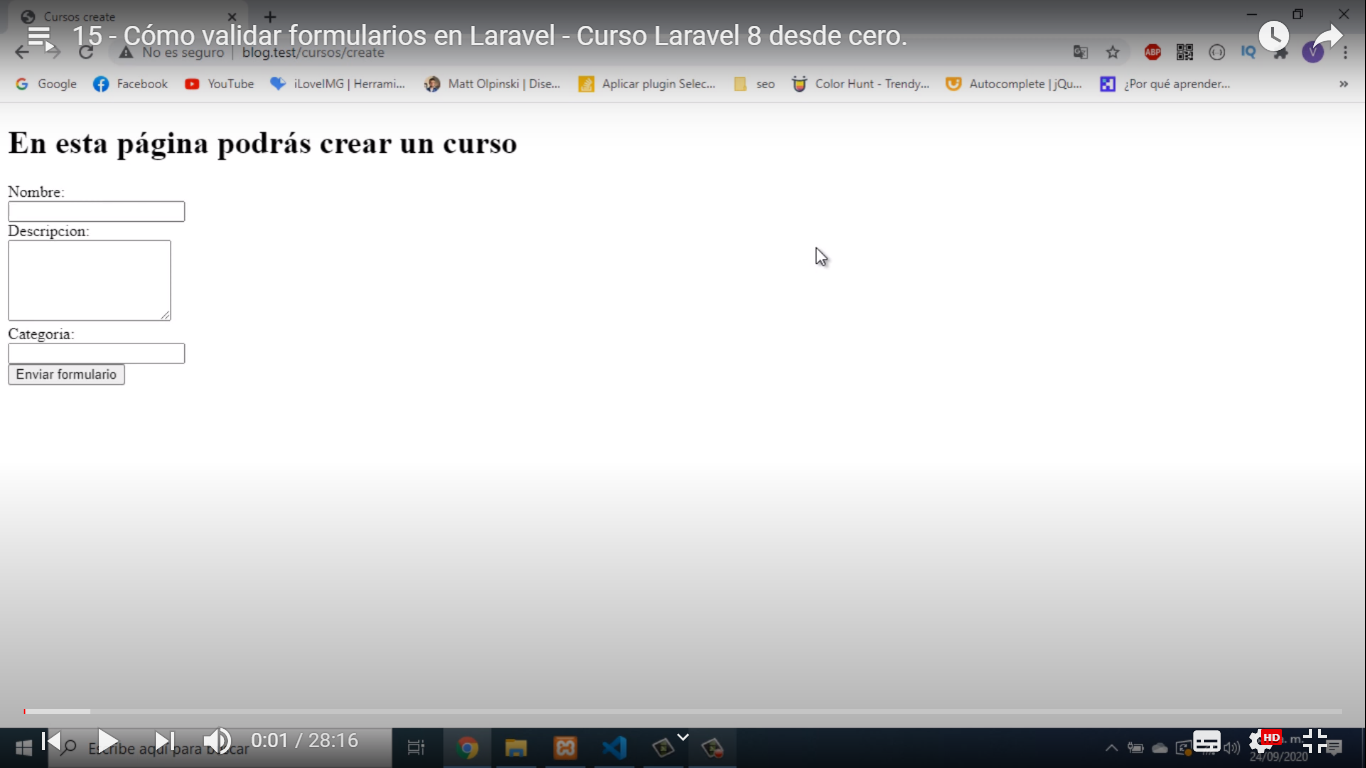 Cursos create
15 - Cómo validar formularios en Laravel - Curso Laravel 8 desde cero.
No es seguro | blog.test/cursos/create
ABP
IQ
V
Google
Facebook
YouTube
iLoveIMG | Herrami...
Matt Olpinski | Dise...
Aplicar plugin Selec...
seo
Color Hunt - Trendy...
Autocomplete | jQu...
¿Por qué aprender...
»
En esta página podrás crear un curso
Nombre:
Descripcion:
Categoria:
Enviar formulario
0:01 / 28:16
Escribe aquí para buscar
HD
24/09/2020